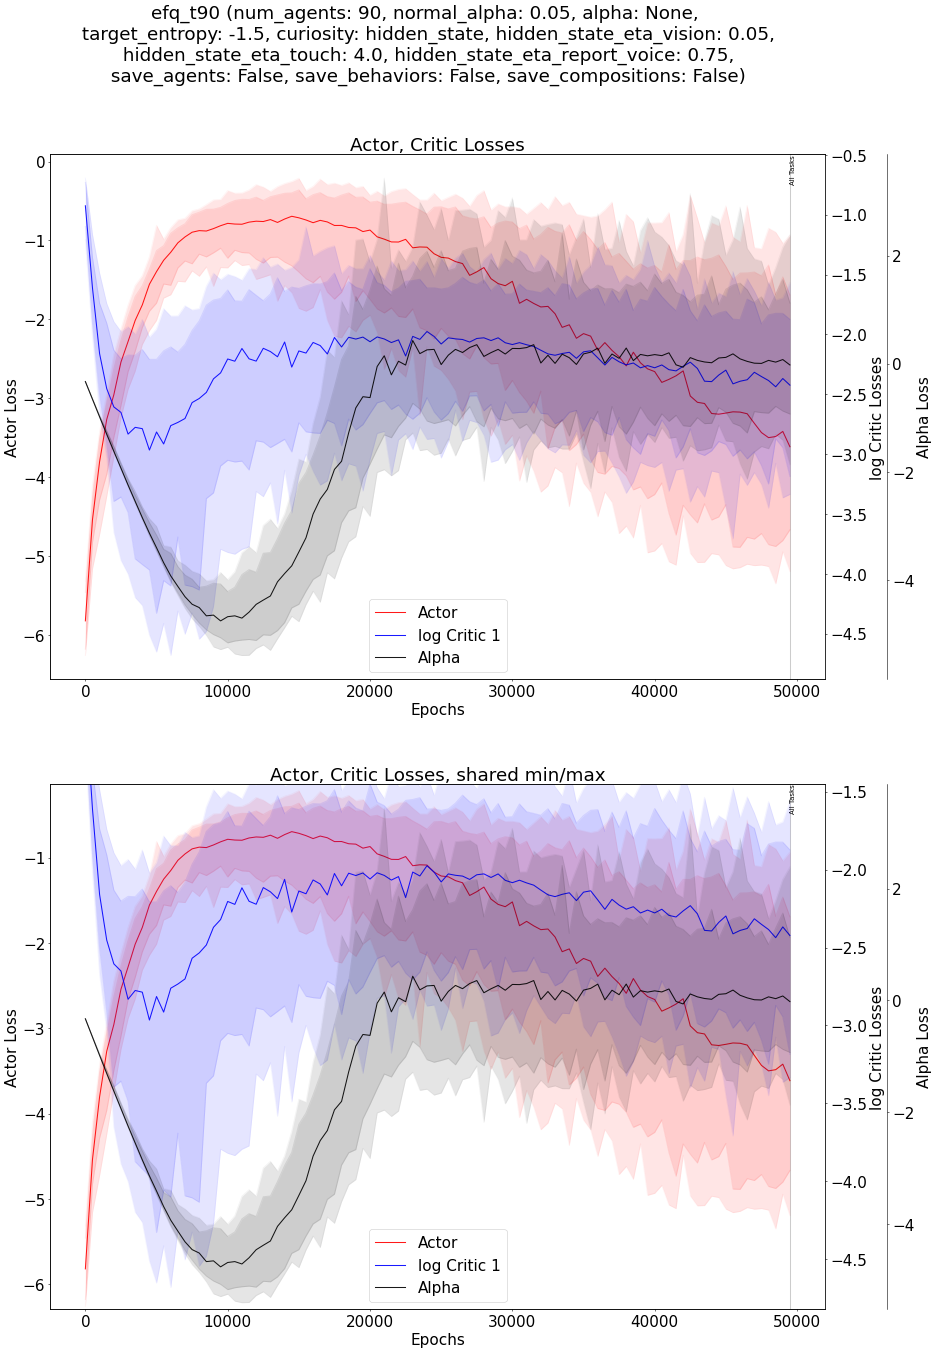 efq_t90 (num_agents: 90, normal_alpha: 0.05, alpha: None,
target_entropy: -1.5, curiosity: hidden_state, hidden_state_eta_vision: 0.05,
hidden_state_eta_touch: 4.0, hidden_state_eta_report_voice: 0.75,
save_agents: False, save_behaviors: False, save_compositions: False)
Actor, Critic Losses
0
−1
−2
−3
−4
−5
−6
Actor Loss
All Tasks
−0.5
−1.0
−1.5
−2.0
−2.5
−3.0
−3.5
−4.0
−4.5
log Critic Losses
2
0
−2
−4
Alpha Loss
Actor
log Critic 1
Alpha
0 10000 20000 30000 40000 50000
Epochs
Actor, Critic Losses, shared min/max
−1
−2
−3
−4
−5
−6
Actor Loss
All Tasks
−1.5
−2.0
−2.5
−3.0
−3.5
−4.0
−4.5
log Critic Losses
2
0
−2
−4
Alpha Loss
Actor
log Critic 1
Alpha
0 10000 20000 30000 40000 50000
Epochs